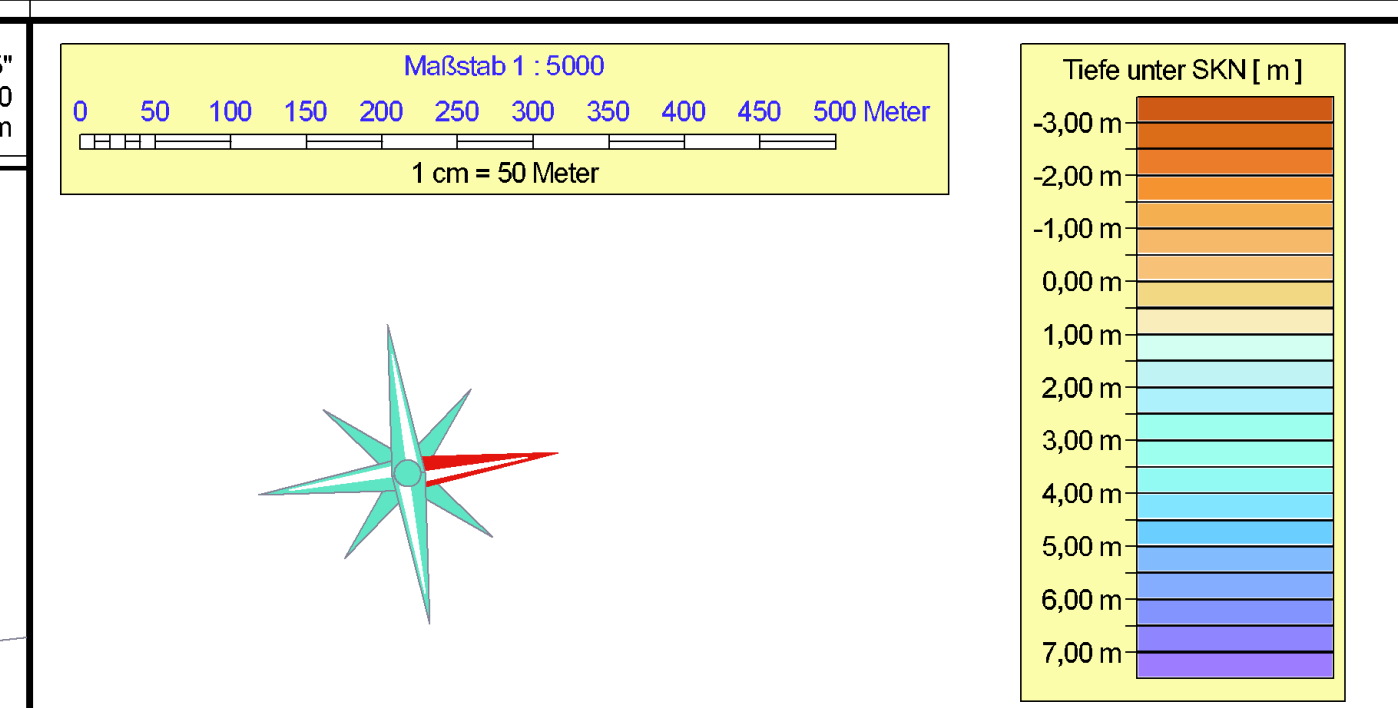 "
0
m
Maßstab 1 : 5000
0 50 100 150 200 250 300 350 400 450 500 Meter
1 cm = 50 Meter
Tiefe unter SKN [ m ]
-3,00 m
-2,00 m
-1,00 m
0,00 m
1,00 m
2,00 m
3,00 m
4,00 m
5,00 m
6,00 m
7,00 m